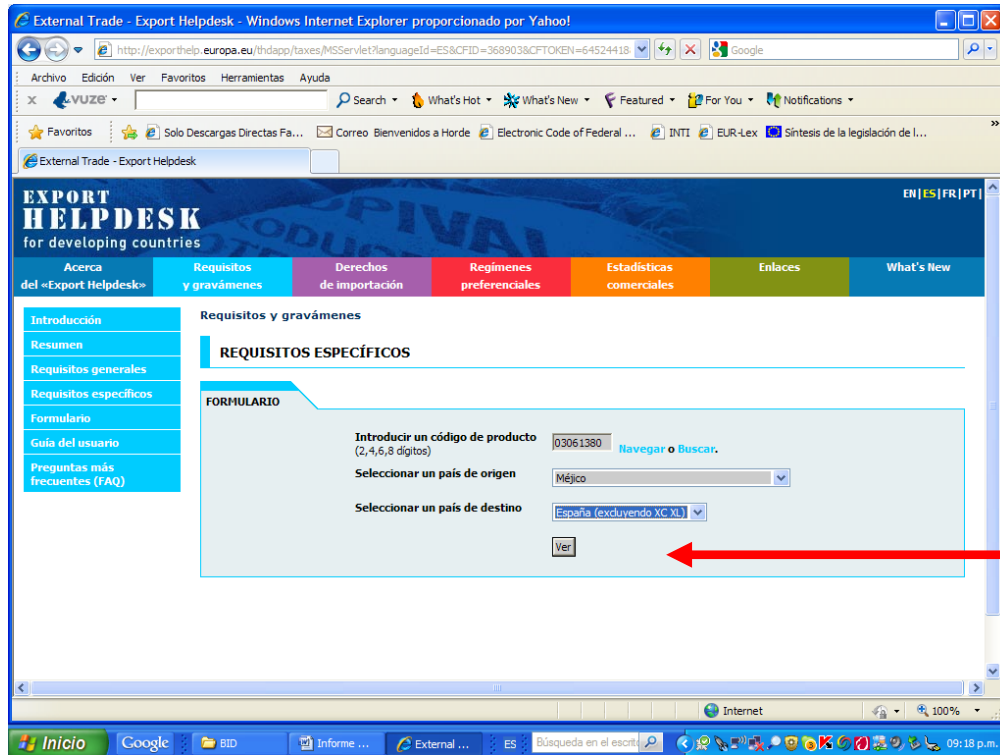 External Trade - Export Helpdesk - Windows Internet Explorer proporcionado por Yahoo!
http://exporthelp.europa.eu/thdapp/taxes/MSServlet?languageId=ES&CFID=368903&CFTOKEN=64524418
Google
Archivo Edición Ver Favoritos Herramientas Ayuda
x vuze Search What's Hot What's New Featured For You Notifications
Favoritos Solo Descargas Directas Fa... Correo Bienvenidos a Horde Electronic Code of Federal ... INTI EUR-Lex Síntesis de la legislación de l... »
External Trade - Export Helpdesk
EXPORT
HELPDESK
for developing countries
EN|ES|FR|PT|
Acerca del «Export Helpdesk»
Requisitos y gravámenes
Derechos de importación
Regímenes preferenciales
Estadísticas comerciales
Enlaces
What's New
Introducción
Resumen
Requisitos generales
Requisitos específicos
Formulario
Guía del usuario
Preguntas más
frecuentes (FAQ)
Requisitos y gravámenes
REQUISITOS ESPECÍFICOS
FORMULARIO
Introducir un código de producto
(2,4,6,8 dígitos)
03061380
Navegar o Buscar.
Seleccionar un país de origen
Méjico
Seleccionar un país de destino
España (excluyendo XC XL)
Ver
Internet 100%
Inicio Google BID Informe ... External ... ES Búsqueda en el escrito 09:18 p.m.